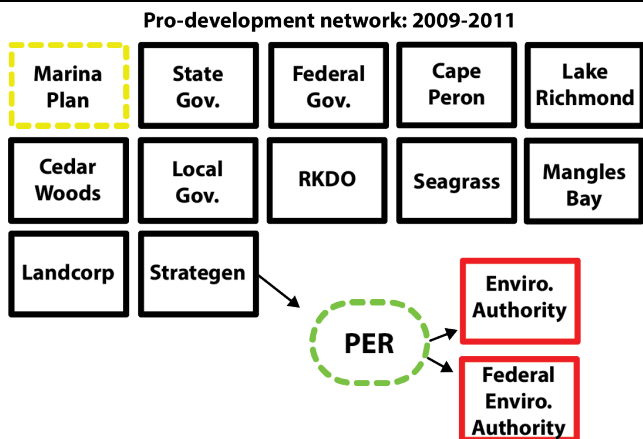 Pro-development network: 2009-2011
Marina
Plan
State
Gov.
Federal
Gov.
Cape
Peron
Lake
Richmond
Cedar
Woods
Local
Gov.
RKDO
Seagrass
Mangles
Bay
Landcorp
Strategen
PER
Enviro.
Authority
Federal
Enviro.
Authority